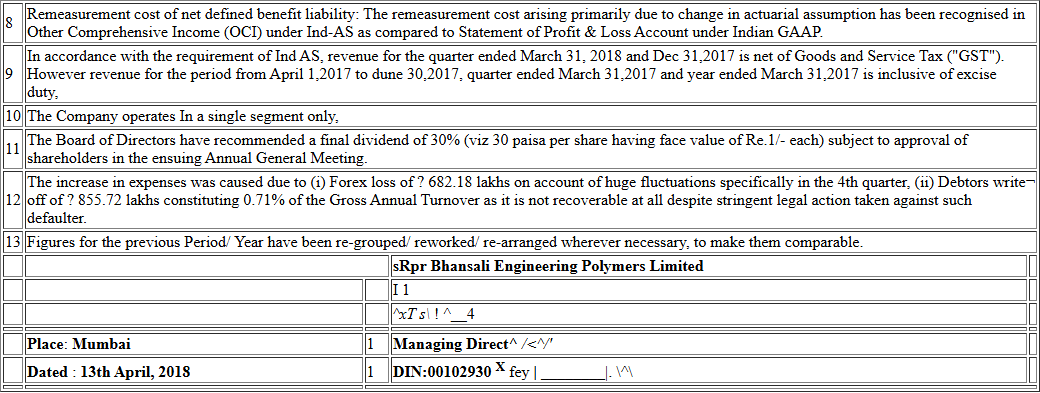 8 Remeasurement cost of net defined benefit liability: The remeasurement cost arising primarily due to change in actuarial assumption has been recognised in
Other Comprehensive Income (OCI) under Ind-AS as compared to Statement of Profit & Loss Account under Indian GAAP.
9 In accordance with the requirement of Ind AS, revenue for the quarter ended March 31, 2018 and Dec 31,2017 is net of Goods and Service Tax ("GST").
However revenue for the period from April 1,2017 to dune 30,2017, quarter ended March 31,2017 and year ended March 31,2017 is inclusive of excise
duty,
10 The Company operates In a single segment only,
11 The Board of Directors have recommended a final dividend of 30% (viz 30 paisa per share having face value of Re.1/- each) subject to approval of
shareholders in the ensuing Annual General Meeting.
12 The increase in expenses was caused due to (i) Forex loss of ? 682.18 lakhs on account of huge fluctuations specifically in the 4th quarter, (ii) Debtors write¬
off of ? 855.72 lakhs constituting 0.71% of the Gross Annual Turnover as it is not recoverable at all despite stringent legal action taken against such
defaulter.
13 Figures for the previous Period/ Year have been re-grouped/ reworked/ re-arranged wherever necessary, to make them comparable.
sRpr Bhansali Engineering Polymers Limited
I 1
^xT s\ ! ^__4
Place: Mumbai 1 Managing Direct^ /<^/'
Dated : 13th April, 2018 1 DIN:00102930 X fey | ________|. \^\